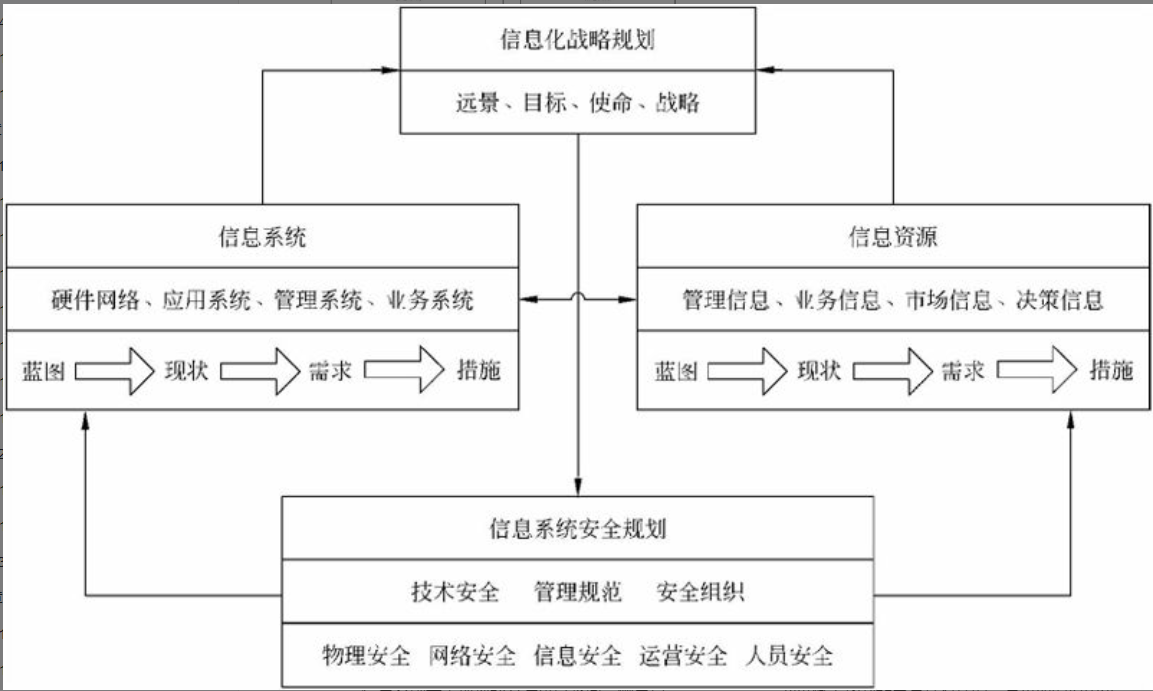 信息化战略规划
远景、目标、使命、战略
信息系统
硬件网络、应用系统、管理系统、业务系统
蓝图 现状 需求 措施
信息资源
管理信息、业务信息、市场信息、决策信息
蓝图 现状 需求 措施
信息系统安全规划
技术安全 管理规范 安全组织
物理安全 网络安全 信息安全 运营安全 人员安全